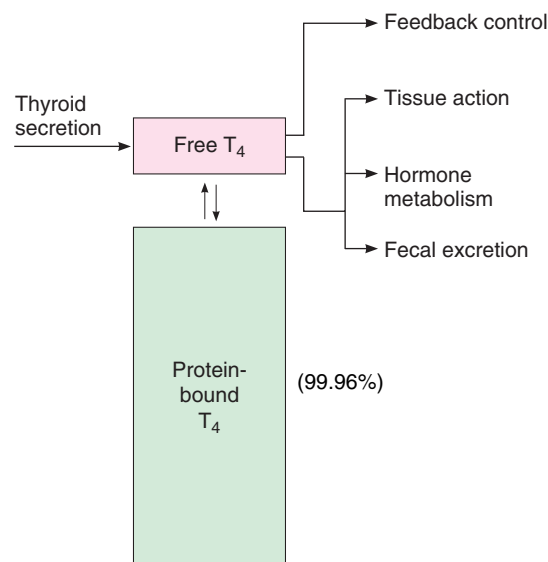 Feedback control
Thyroid
secretion
Tissue action
Free T₄
Hormone
metabolism
Fecal excretion
Protein-
bound
T₄
(99.96%)